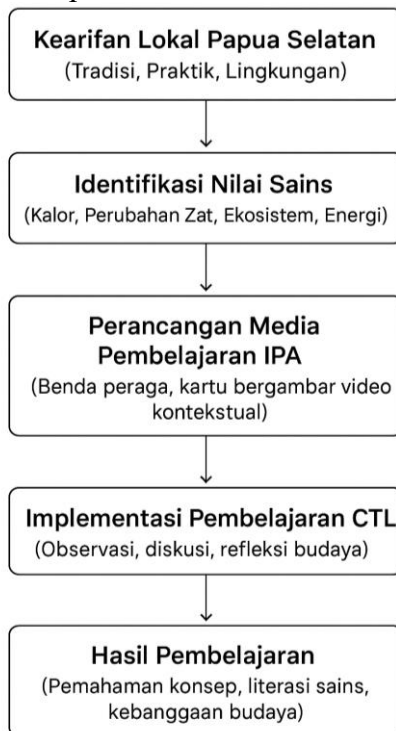 Kearifan Lokal Papua Selatan
(Tradisi, Praktik, Lingkungan)
Identifikasi Nilai Sains
(Kalor, Perubahan Zat, Ekosistem, Energi)
Perancangan Media
Pembelajaran IPA
(Benda peraga, kartu bergambar video
kontekstual)
Implementasi Pembelajaran CTL
(Observasi, diskusi, refleksi budaya)
Hasil Pembelajaran
(Pemahaman konsep, literasi sains,
kebanggaan budaya)